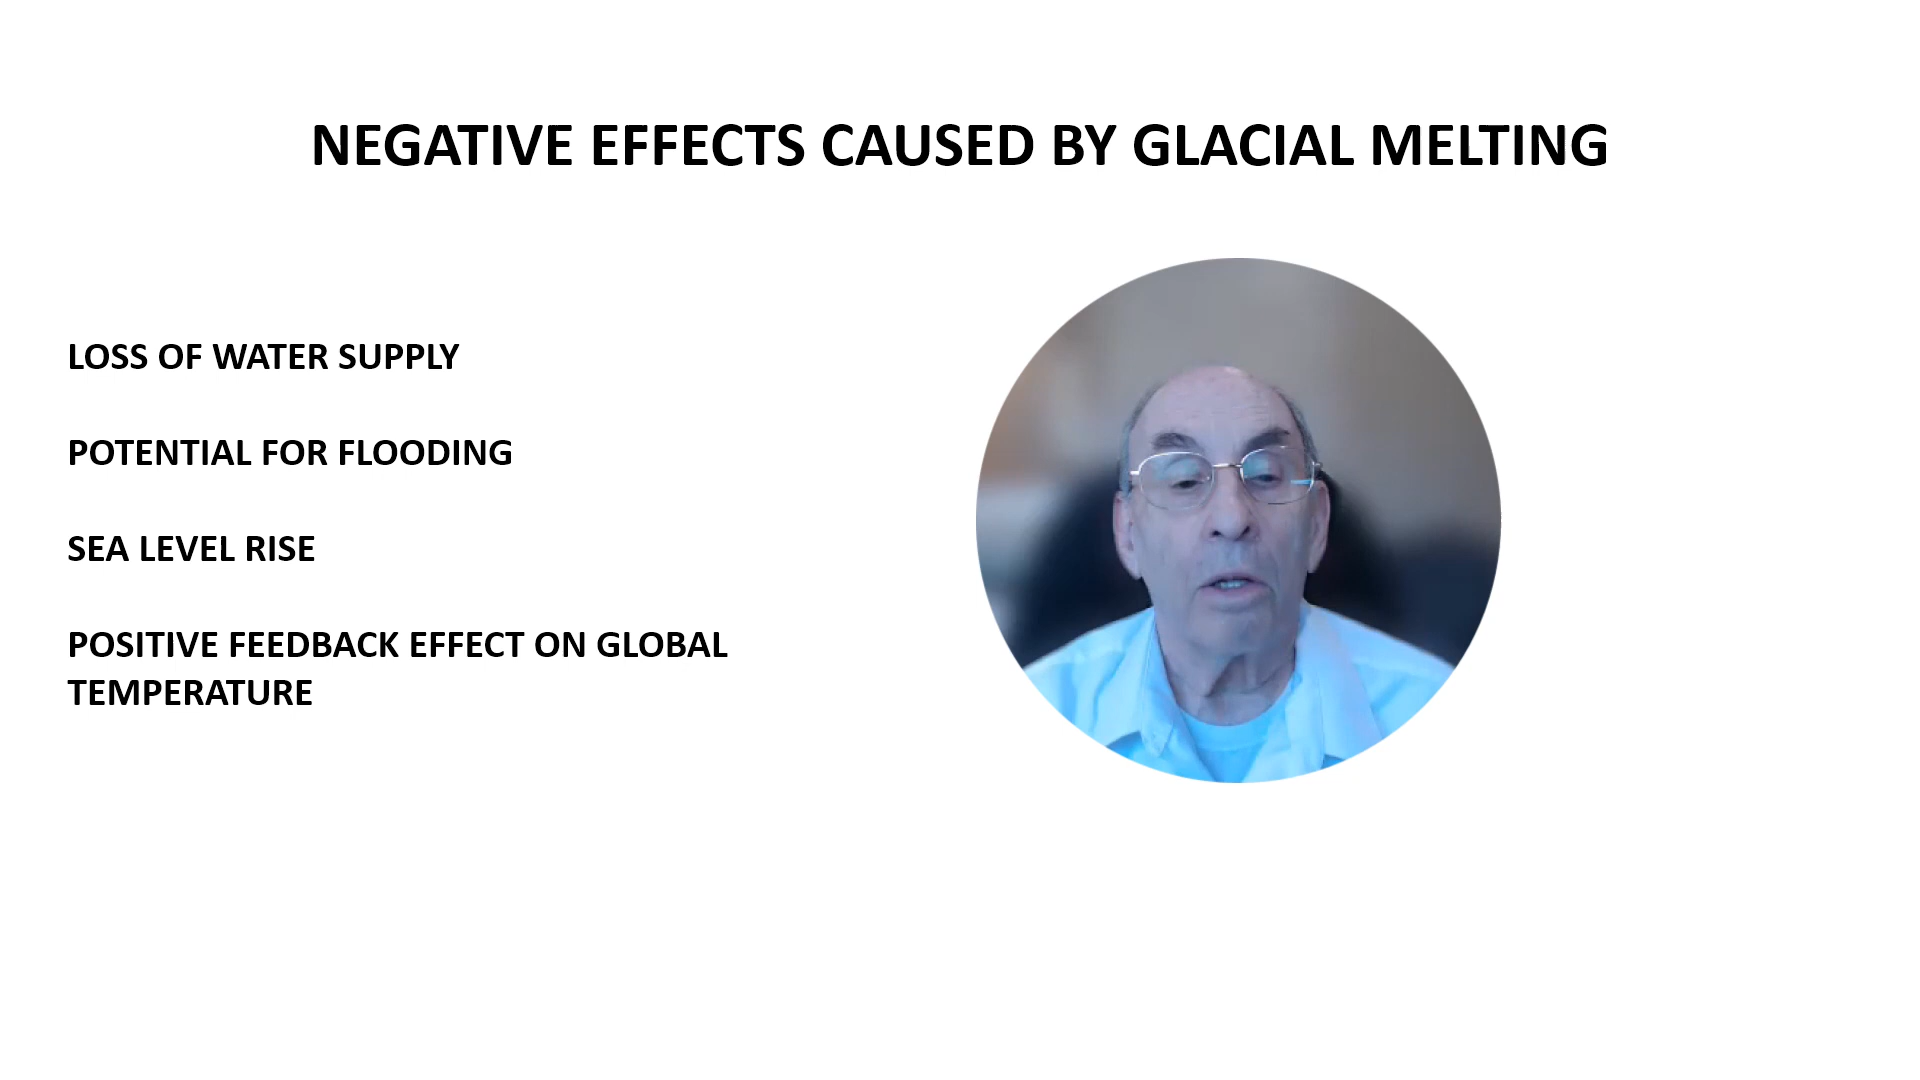 NEGATIVE EFFECTS CAUSED BY GLACIAL MELTING
LOSS OF WATER SUPPLY
POTENTIAL FOR FLOODING
SEA LEVEL RISE
POSITIVE FEEDBACK EFFECT ON GLOBAL
TEMPERATURE